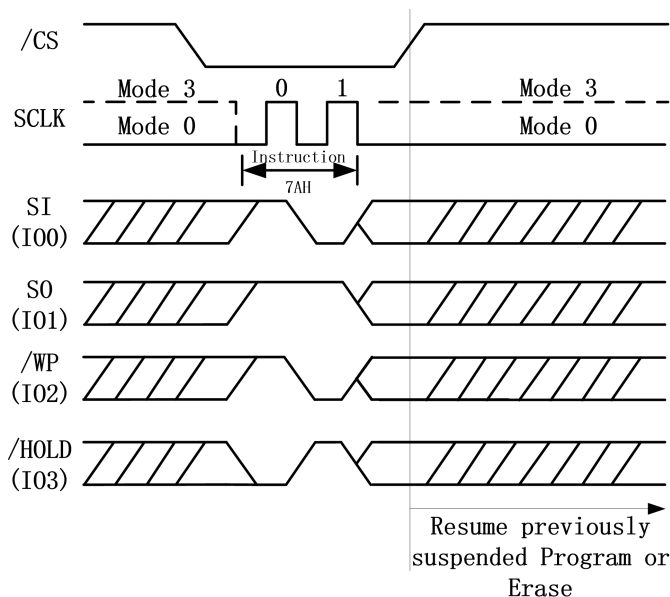 /CS
Mode 3 0 1 Mode 3
SCLK
Mode 0 Mode 0
Instruction
7AH
SI
(IO0)
SO
(IO1)
/WP
(IO2)
/HOLD
(IO3)
Resume previously
suspended Program or
Erase